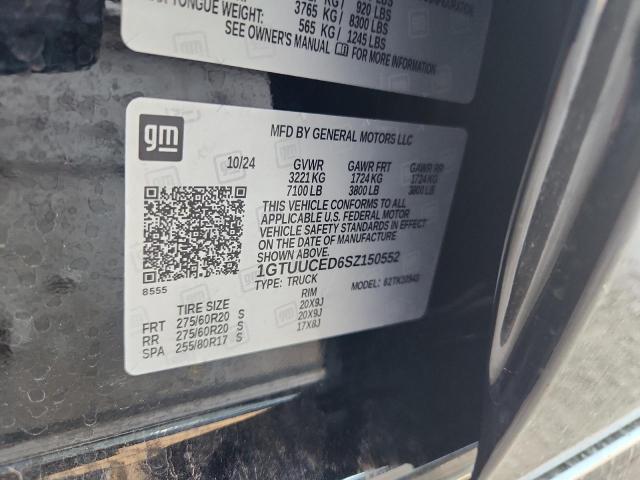 920 LBS
3765 KG/ 8300 LBS
TONGUE WEIGHT: 565 KG/ 1245 LBS
SEE OWNER'S MANUAL FOR MORE INFORMATION
gm
MFD BY GENERAL MOTORS LLC
10/24 GVWR GAWR FRT GAWR RR
3221 KG 1724 KG 1724 KG
7100 LB 3800 LB 3800 LB
THIS VEHICLE CONFORMS TO ALL
APPLICABLE U.S. FEDERAL MOTOR
VEHICLE SAFETY STANDARDS IN
EFFECT ON THE DATE OF MANUFACTURE
SHOWN ABOVE.
1GTUUCED6SZ150552
TYPE: TRUCK MODEL:
8555
TIRE SIZE RIM
FRT 275/60R20 S 20X9J
RR 275/60R20 S 20X9J
SPA 255/80R17 S 17X8J